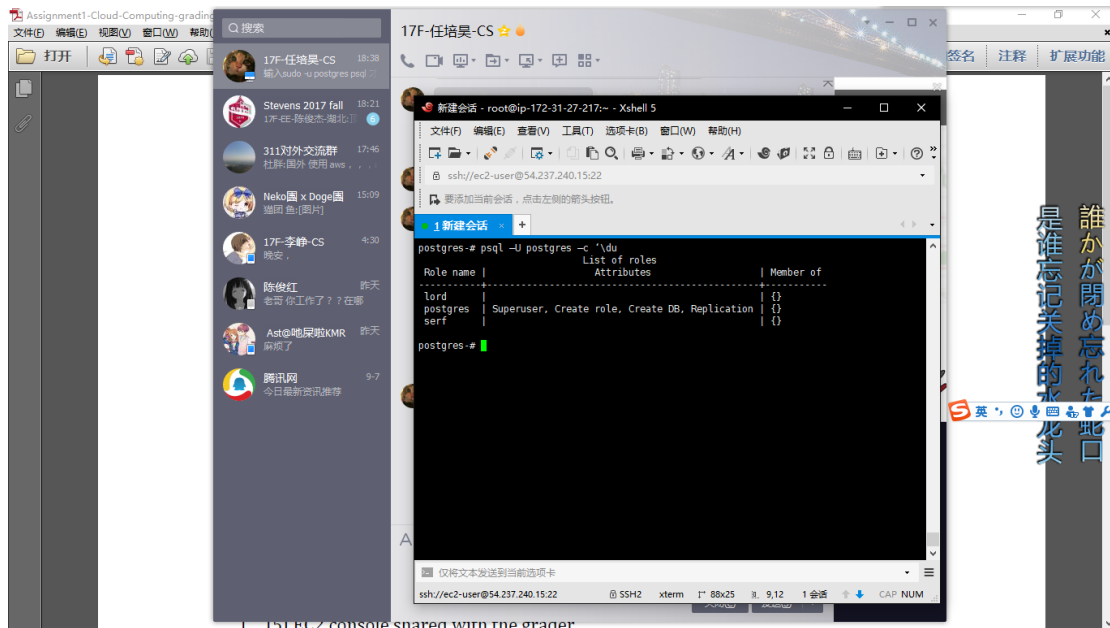 Assignment1-Cloud-Computing-grading
文件(F) 编辑(E) 视图(V) 窗口(W) 帮助(
打开
签名 注释 扩展功能
搜索
17F-任培昊-CS 18:38
输入sudo -u postgres psql
Stevens 2017 fall 18:21
17F-EE-陈俊杰-湖北: 6
311对外交流群 17:46
社胖:国外 使用 aws , , .
Neko團 x Doge團 15:09
猫团 鱼:[图片]
17F-李峥-CS 4:30
晚安 ,
陈俊红 昨天
老哥 你工作了 ? ? 在哪
Ast@吔屎啦KMR 昨天
麻烦了
腾讯网 9-7
今日最新资讯推荐
17F-任培昊-CS
新建会话 - root@ip-172-31-27-217:~ - Xshell 5
文件(F) 编辑(E) 查看(V) 工具(T) 选项卡(B) 窗口(W) 帮助(H)
ssh://ec2-user@54.237.240.15:22
要添加当前会话，点击左侧的箭头按钮。
1 新建会话 × +
postgres-# psql –U postgres –c ‘\du
List of roles
Role name | Attributes | Member of
-----------+------------------------------------------------+-----------
lord | | {}
postgres | Superuser, Create role, Create DB, Replication | {}
serf | | {}
postgres-#
仅将文本发送到当前选项卡
ssh://ec2-user@54.237.240.15:22 SSH2 xterm 88x25 9,12 1 会话 CAP NUM
151 EC2 console shared with the grader
英
誰かが閉め忘れた蛇口
是谁忘记关掉的水龙头